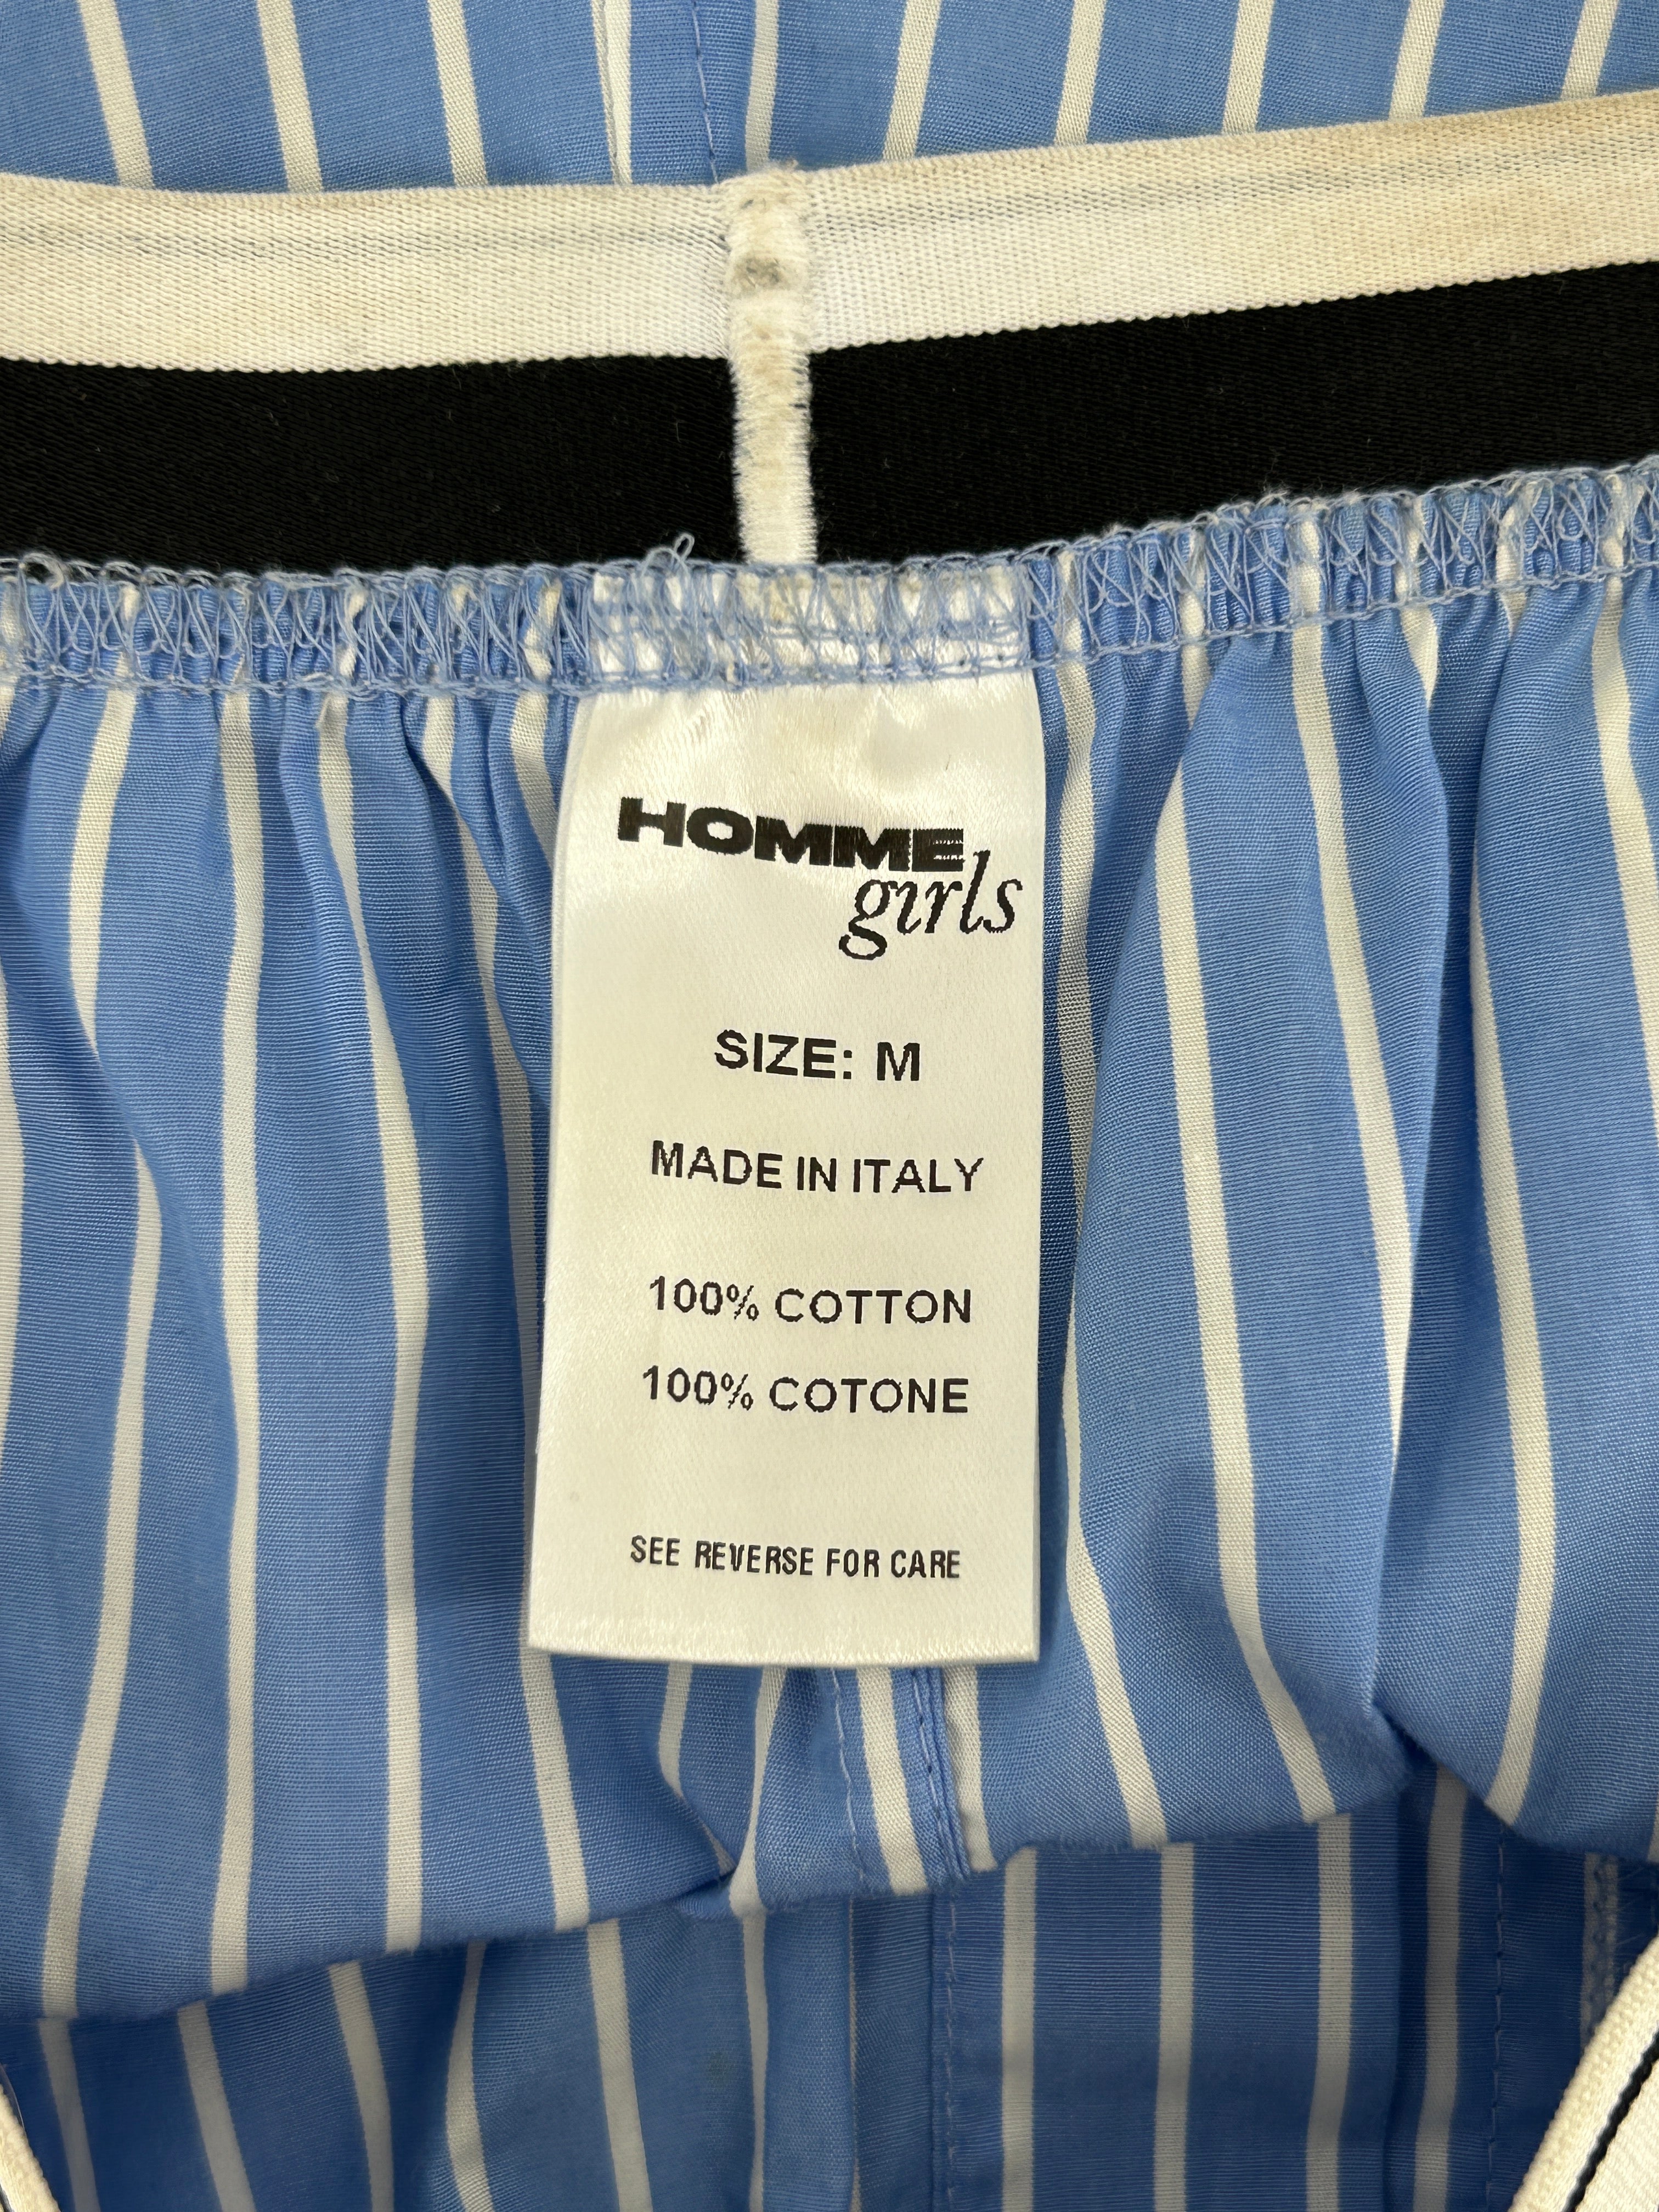 HOMME
girls
SIZE: M
MADE IN ITALY
100% COTTON
100% COTONE
SEE REVERSE FOR CARE